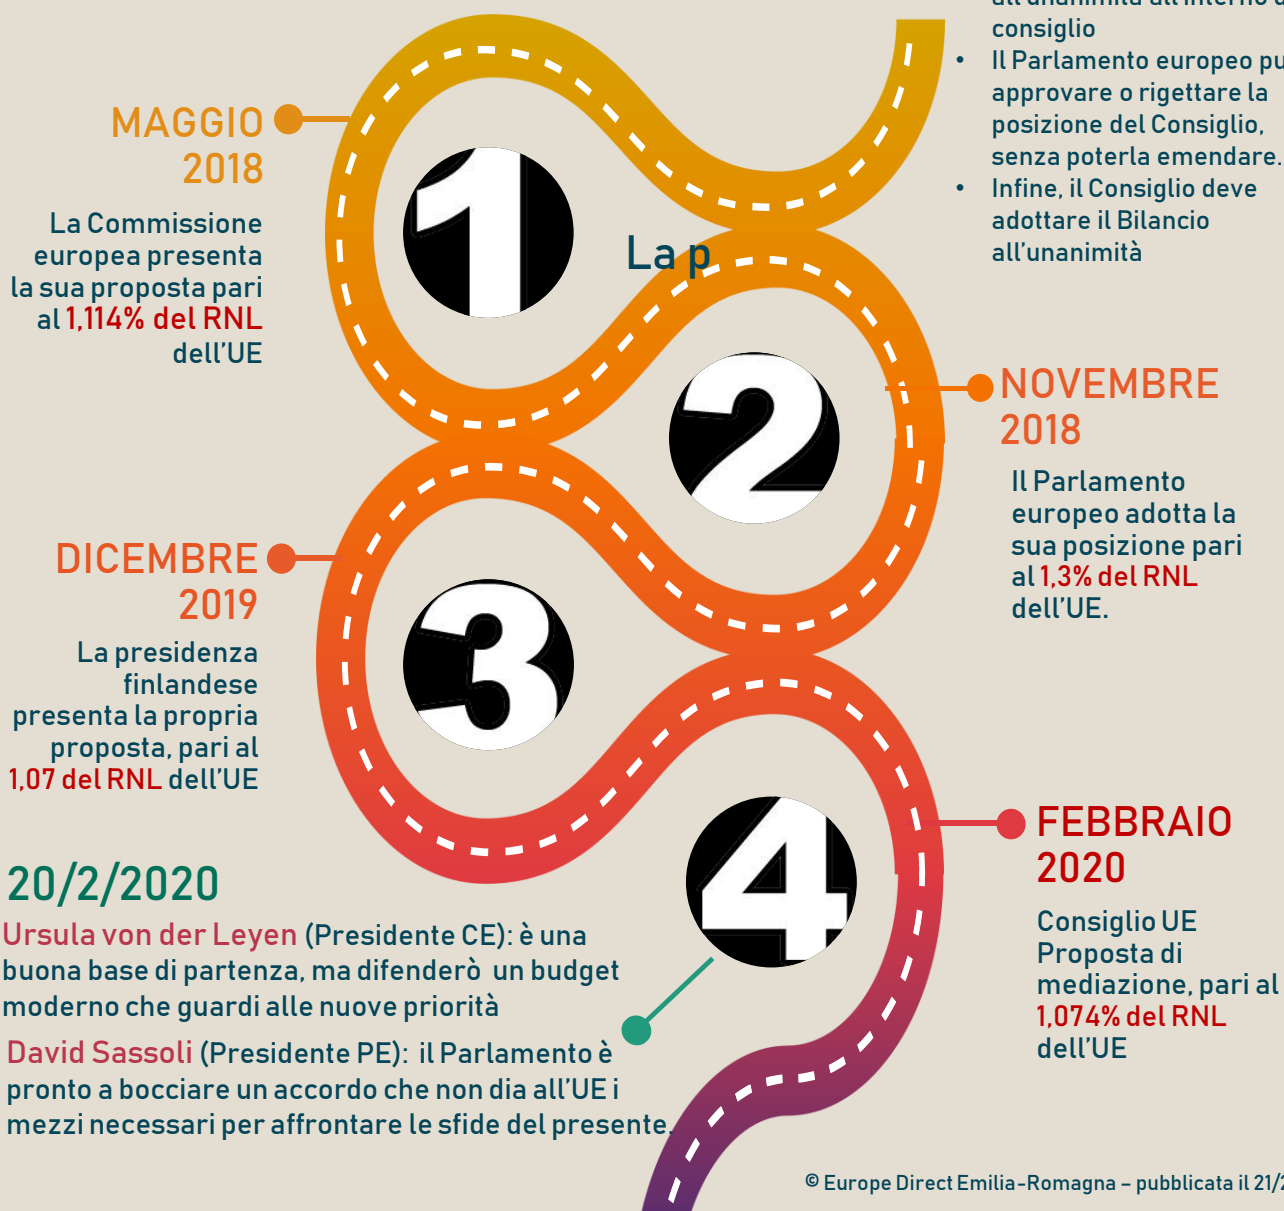 consiglio
• Il Parlamento europeo
approvare o rigettare la
posizione del Consiglio,
senza poterla emendare.
• Infine, il Consiglio deve
adottare il Bilancio
all'unanimità
MAGGIO
2018
La Commissione
europea presenta
la sua proposta pari
al 1,114% del RNL
dell'UE
1
La p
2
NOVEMBRE
2018
Il Parlamento
europeo adotta la
sua posizione pari
al 1,3% del RNL
dell'UE.
DICEMBRE
2019
La presidenza
finlandese
presenta la propria
proposta, pari al
1,07 del RNL dell'UE
3
4
FEBBRAIO
2020
Consiglio UE
Proposta di
mediazione, pari al
1,074% del RNL
dell'UE
20/2/2020
Ursula von der Leyen (Presidente CE): è una
buona base di partenza, ma difenderò un budget
moderno che guardi alle nuove priorità
David Sassoli (Presidente PE): il Parlamento è
pronto a bocciare un accordo che non dia all'UE i
mezzi necessari per affrontare le sfide del presente.
© Europe Direct Emilia-Romagna – pubblicata il